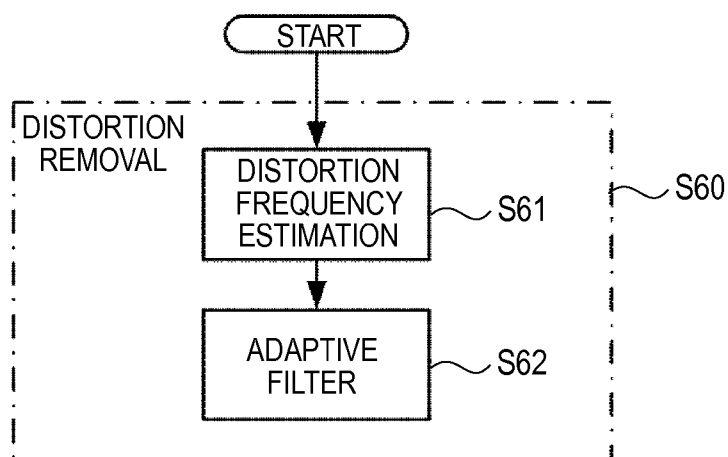 START
DISTORTION
REMOVAL
DISTORTION
FREQUENCY
ESTIMATION
S61
S60
ADAPTIVE
FILTER
S62